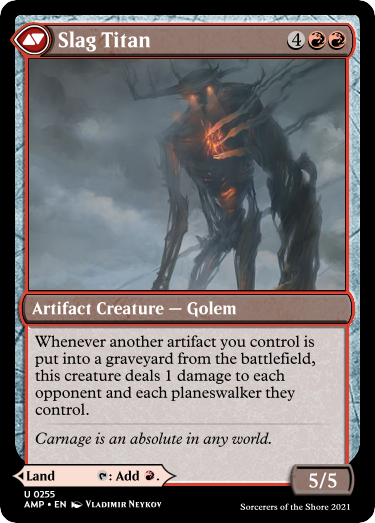 Slag Titan 4
Artifact Creature — Golem
Whenever another artifact you control is
put into a graveyard from the battlefield,
this creature deals 1 damage to each
opponent and each planeswalker they
control.
Carnage is an absolute in any world.
Land : Add .
5/5
U 0255
AMP • EN Vladimir Neykov
Sorcerers of the Shore 2021